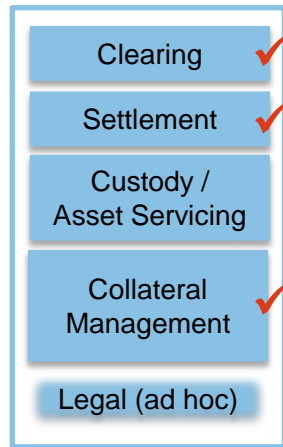 Clearing
Settlement
Custody /
Asset Servicing
Collateral
Management
Legal (ad hoc)